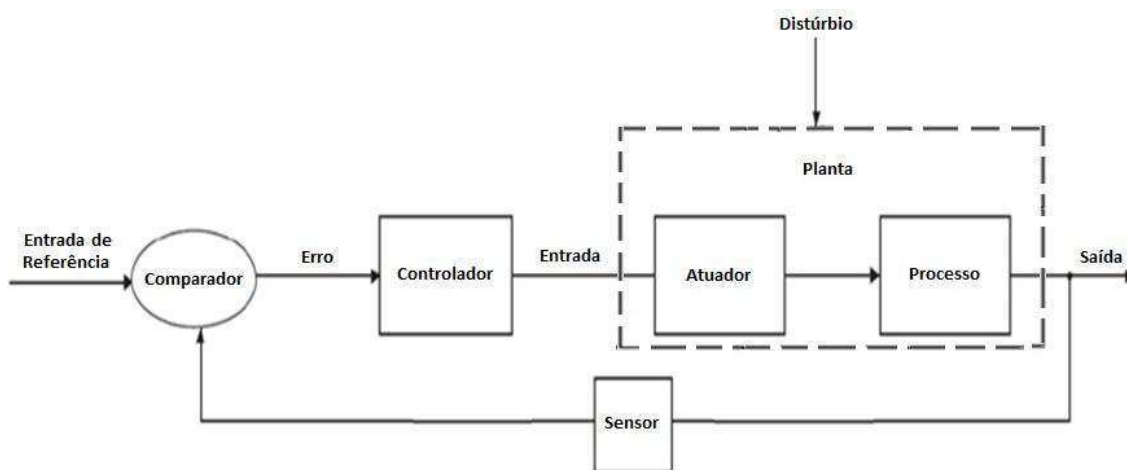 Distúrbio
Planta
Entrada de
Referência
Comparador
Erro
Controlador
Entrada
Atuador
Processo
Saída
Sensor